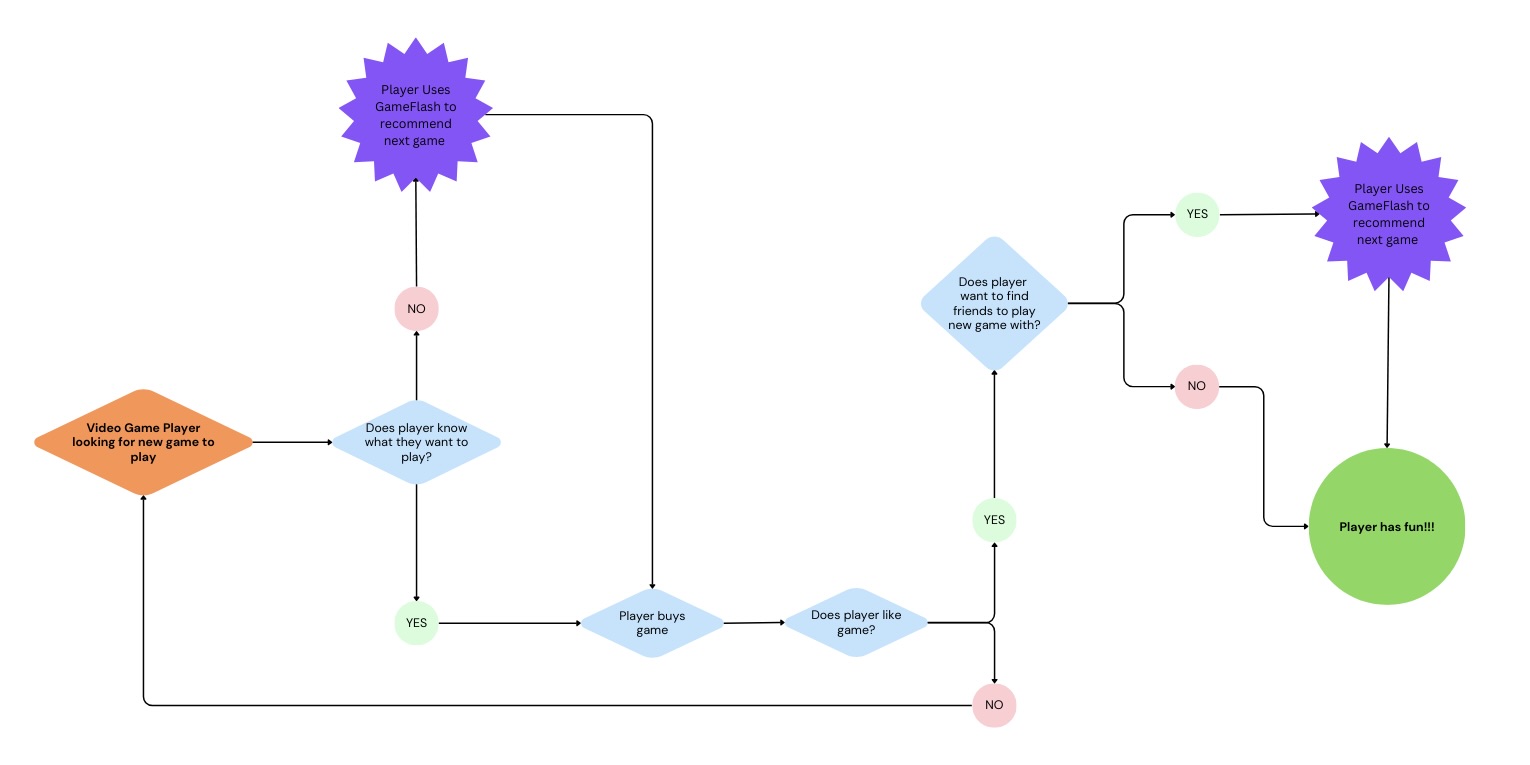 Player Uses
GameFlash to
recommend
next game
NO
Video Game Player
looking for new game to
play
Does player know
what they want to
play?
YES
Player buys
game
Does player like
game?
YES
NO
Does player
want to find
friends to play
new game with?
YES
NO
Player Uses
GameFlash to
recommend
next game
Player has fun!!!